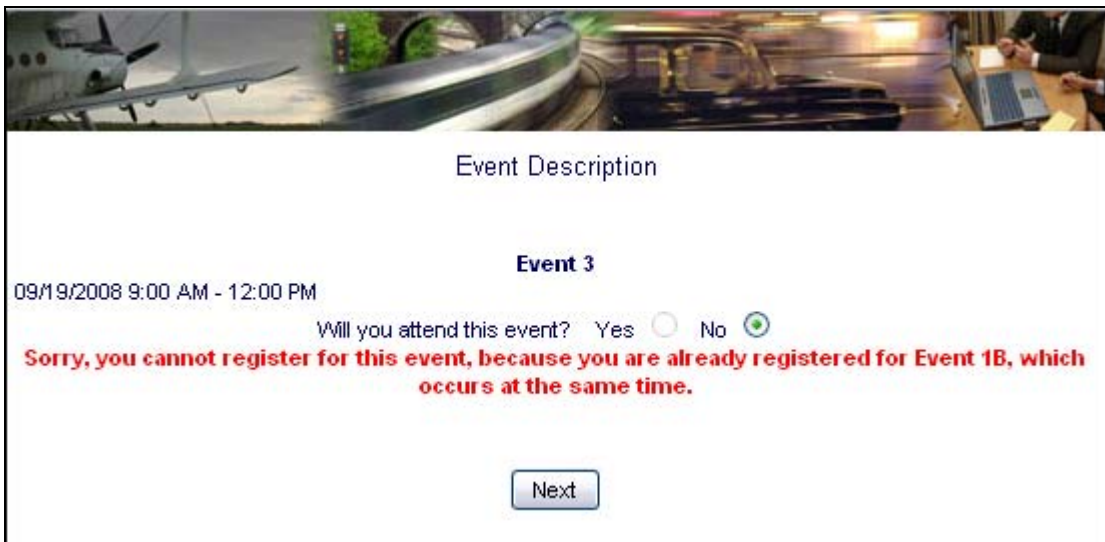 Event Description
Event 3
09/19/2008 9:00 AM - 12:00 PM
Will you attend this event? Yes No
Sorry, you cannot register for this event, because you are already registered for Event 1B, which
occurs at the same time.
Next